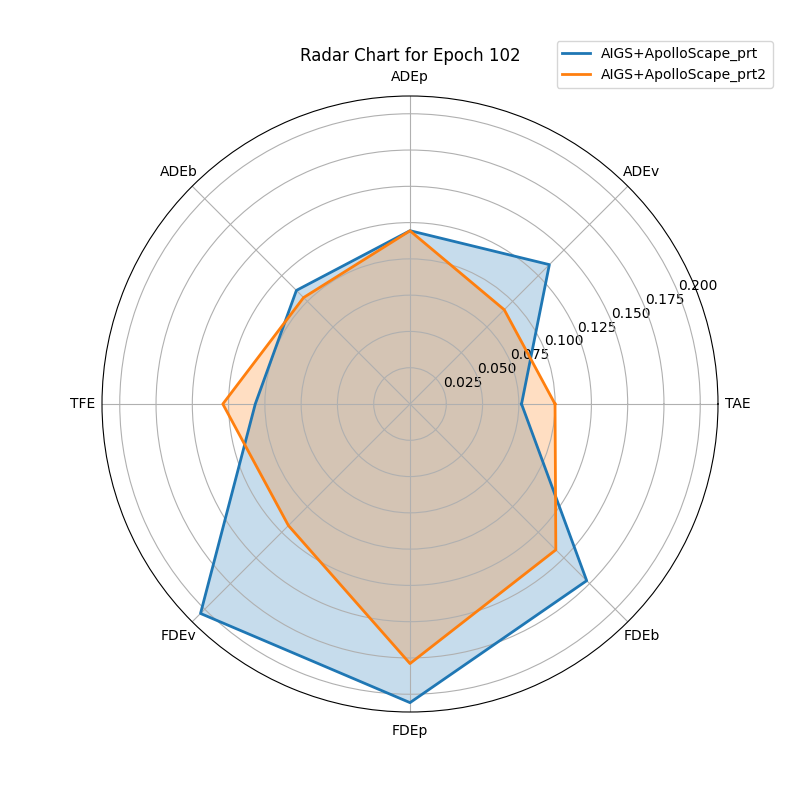 AIGS+ApolloScape_prt
AIGS+ApolloScape_prt2
Radar Chart for Epoch 102
ADEp
ADEb
ADEv
0.200
0.175
0.150
0.125
0.100
0.075
0.050
0.025
TFE
TAE
FDEv
FDEb
FDEp